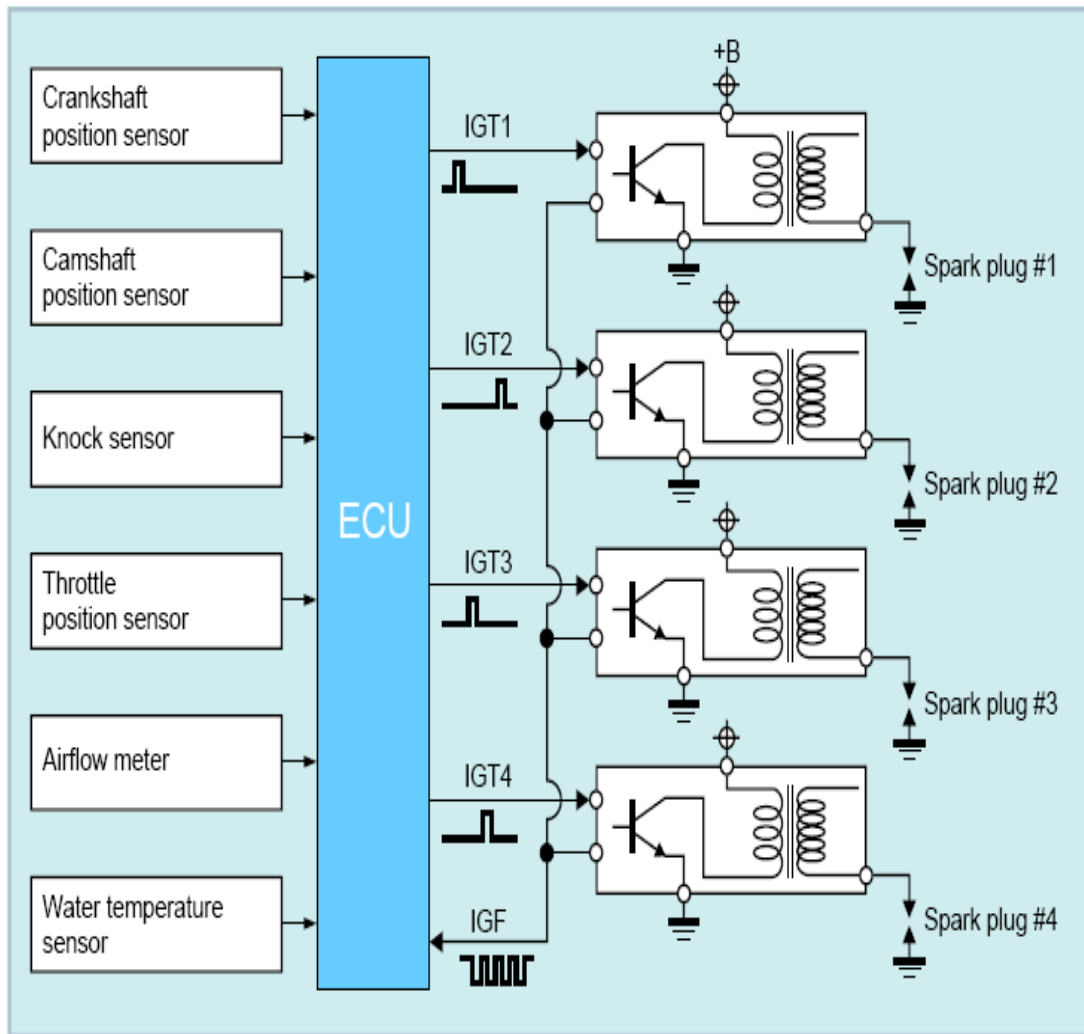 Crankshaft
position sensor
Camshaft
position sensor
Knock sensor
Throttle
position sensor
Airflow meter
Water temperature
sensor
ECU
IGT1
IGT2
IGT3
IGT4
IGF
+B
Spark plug #1
Spark plug #2
Spark plug #3
Spark plug #4